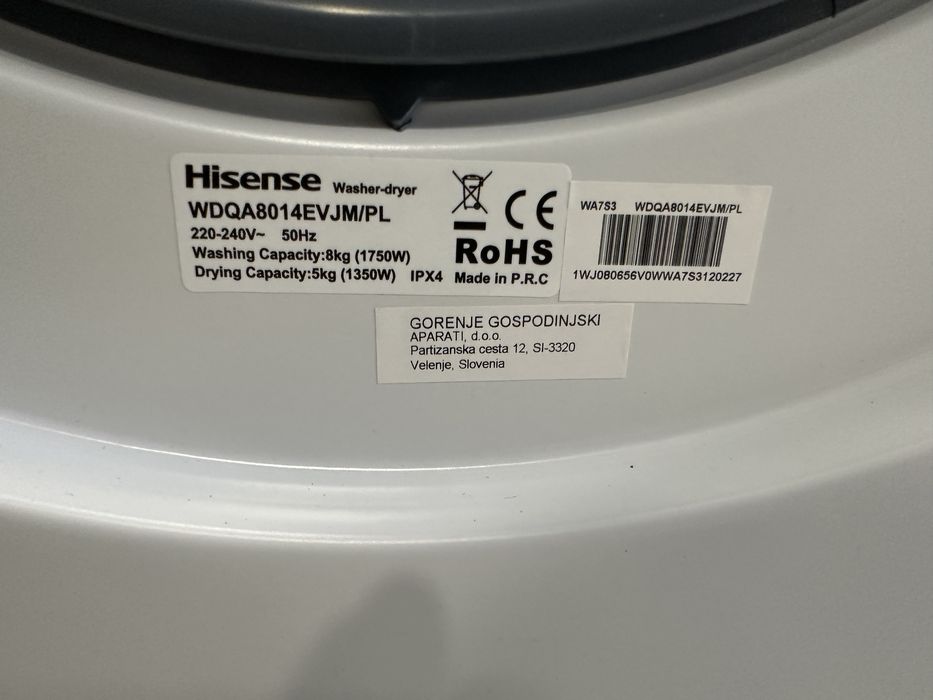 Hisense Washer-dryer
WDQA8014EVJM/PL
220-240V~ 50Hz
Washing Capacity:8kg (1750W)
Drying Capacity:5kg (1350W) IPX4
CE
RoHS
Made in P.R.C
WA7S3 WDQA8014EVJM/PL
1WJ080656V0WWA7S3120227
GORENJE GOSPODINJSKI
APARATI, d.o.o.
Partizanska cesta 12, SI-3320
Velenje, Slovenia